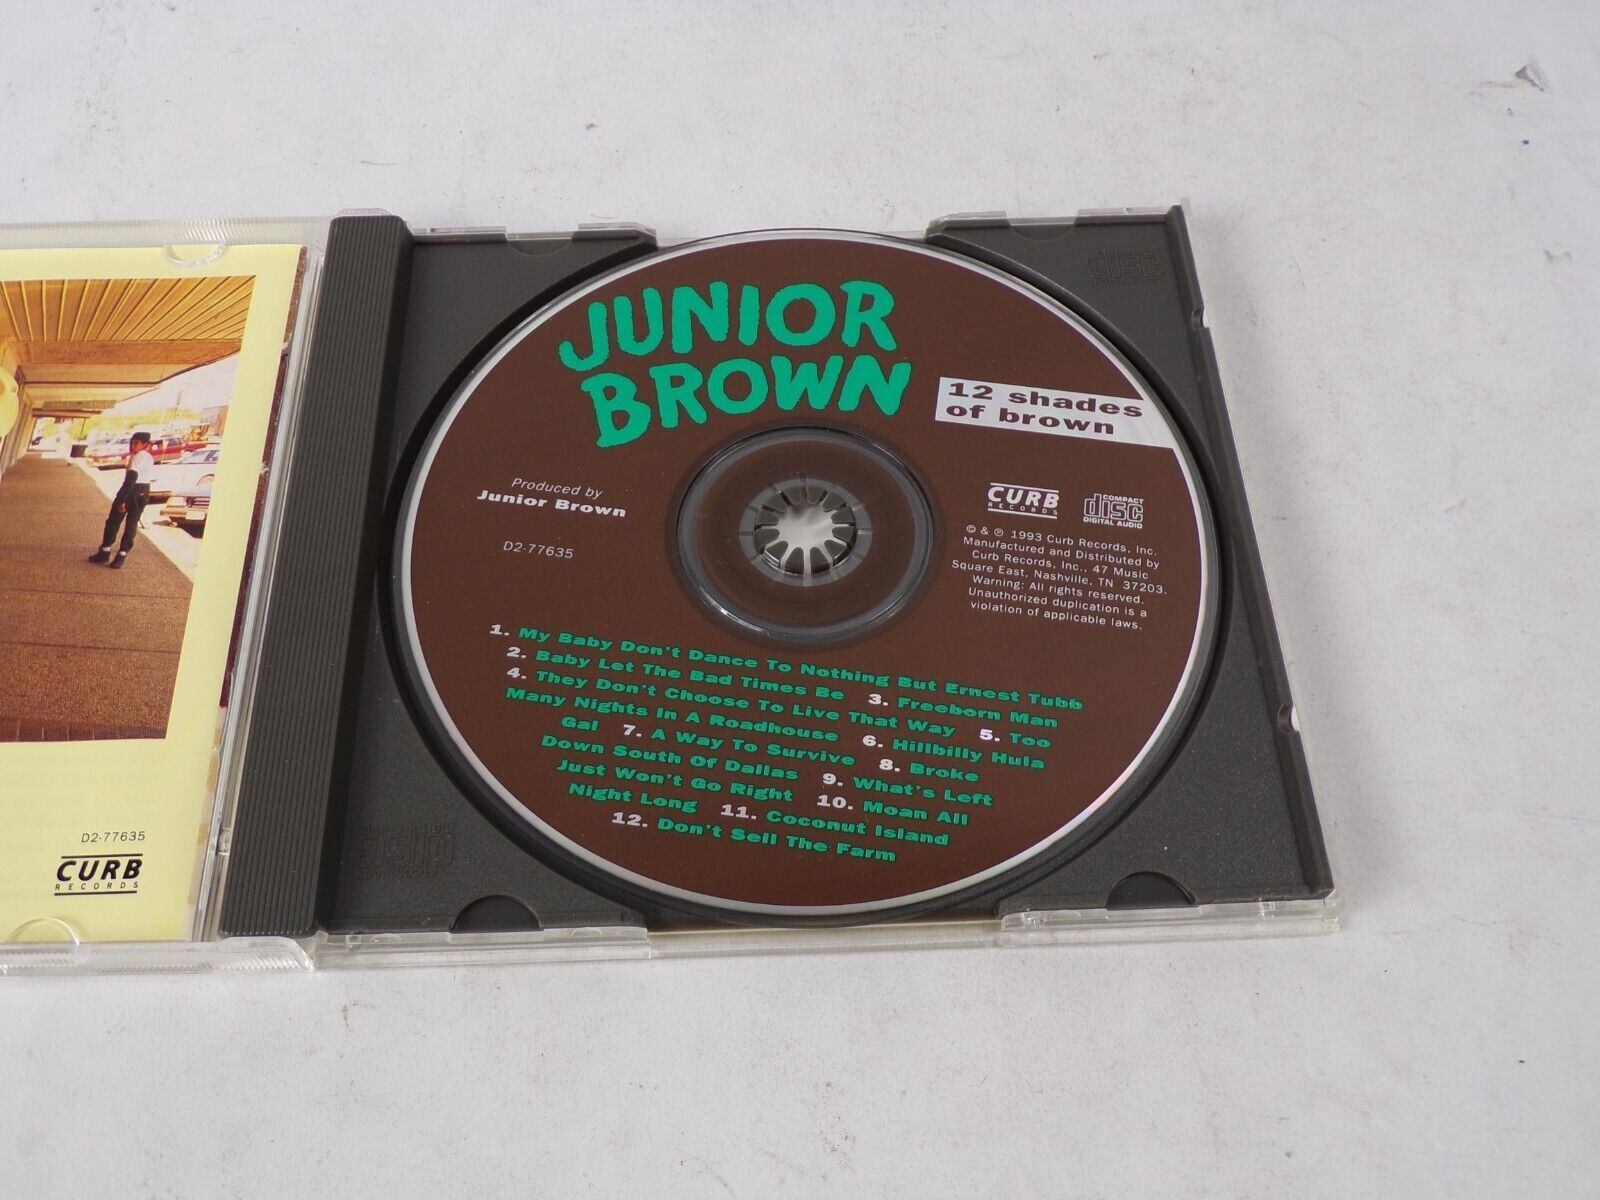 JUNIOR
BROWN
12 shades
of brown
Produced by
Junior Brown
D2-77635
CURB
RECORDS
COMPACT
disc
DIGITAL AUDIO
© & ℗ 1993 Curb Records, Inc.
Manufactured and Distributed by
Curb Records, Inc., 47 Music
Square East, Nashville, TN 37203.
Warning: All rights reserved.
Unauthorized duplication is a
violation of applicable laws.
1. My Baby Don't Dance To Nothing But Ernest Tubb
2. Baby Let The Bad Times Be 3. Freeborn Man
4. They Don't Choose To Live That Way 5. Too
Many Nights In A Roadhouse 6. Hillbilly Hula
Gal 7. A Way To Survive 8. Broke
Down South Of Dallas 9. What's Left
Just Won't Go Right 10. Moan All
Night Long 11. Coconut Island
12. Don't Sell The Farm
D2-77635
CURB
RECORDS
disc